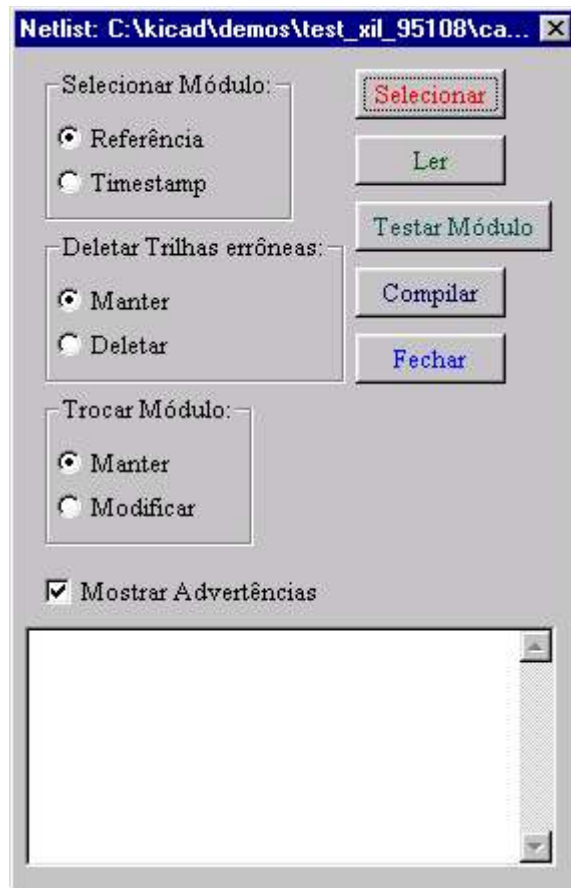 Netlist: C:\kicad\demos\test_xil_95108\ca...
Selecionar Módulo:
Referência
Timestamp
Selecionar
Ler
Testar Módulo
Compilar
Fechar
Deletar Trilhas errôneas:
Manter
Deletar
Trocar Módulo:
Manter
Modificar
Mostrar Advertências